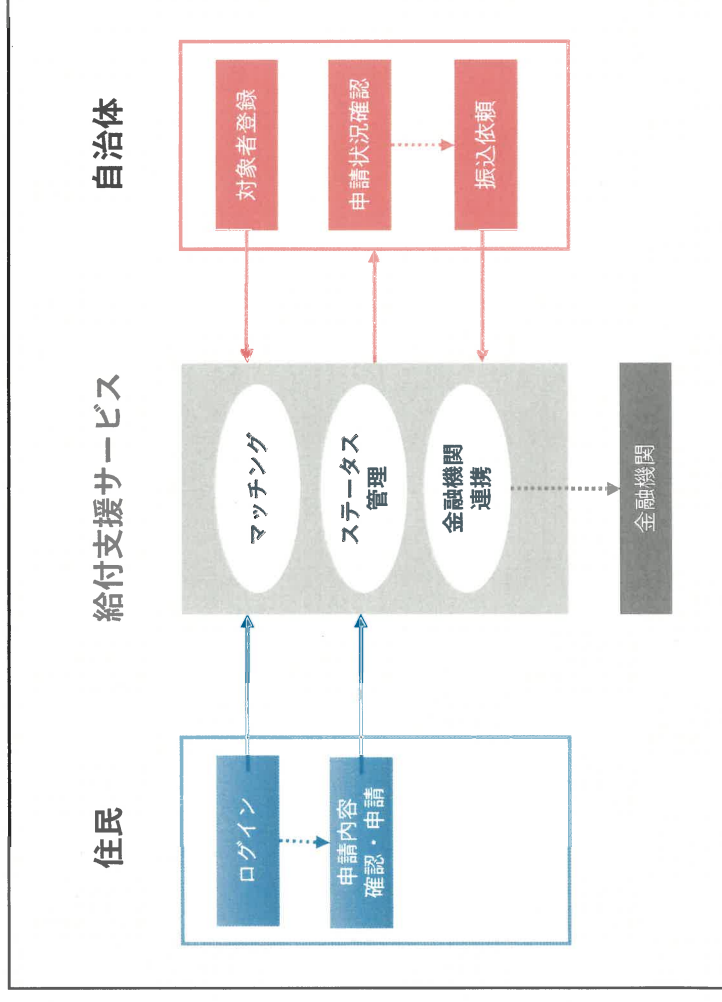 住民
ログイン
申請内容
確認・申請
給付支援サービス
マッチング
ステータス
管理
金融機関
連携
金融機関
自治体
対象者登録
申請状況確認
振込依頼